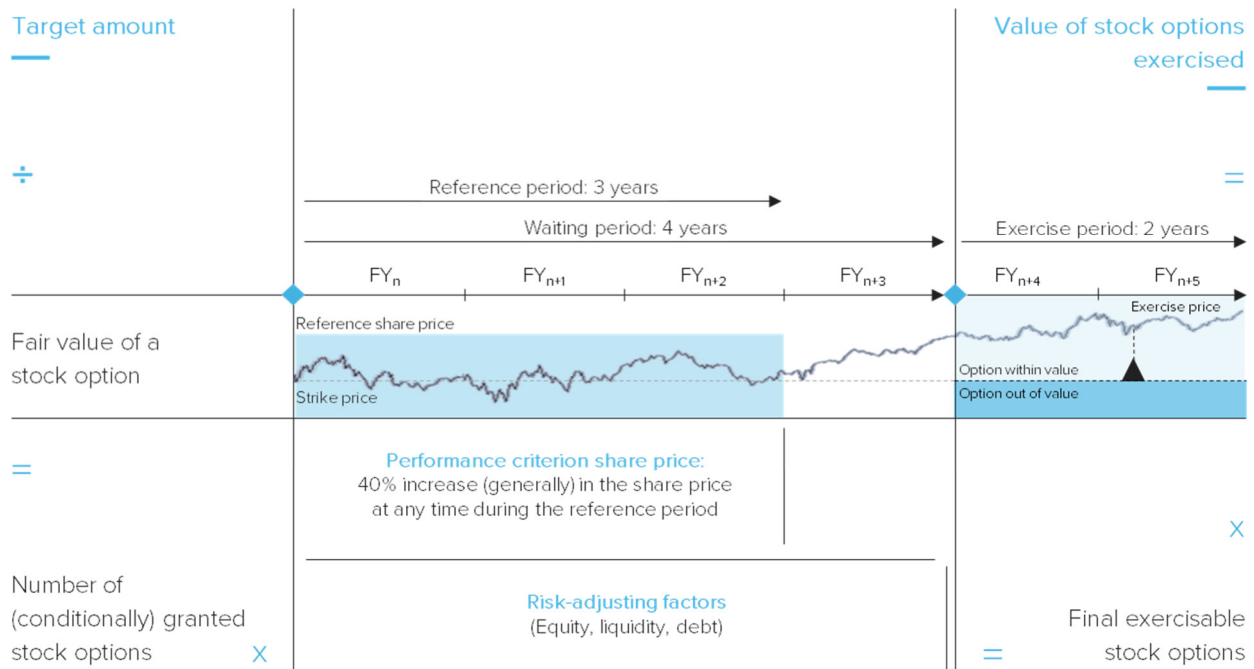 Target amount
÷
Fair value of a
stock option
=
Number of
(conditionally) granted
stock options
x
Reference period: 3 years
Waiting period: 4 years
FYn
FYn+1
FYn+2
FYn+3
Reference share price
Strike price
Performance criterion share price:
40% increase (generally) in the share price
at any time during the reference period
Risk-adjusting factors
(Equity, liquidity, debt)
Value of stock options
exercised
=
Exercise period: 2 years
FYn+4
FYn+5
Exercise price
Option within value
Option out of value
x
=
Final exercisable
stock options